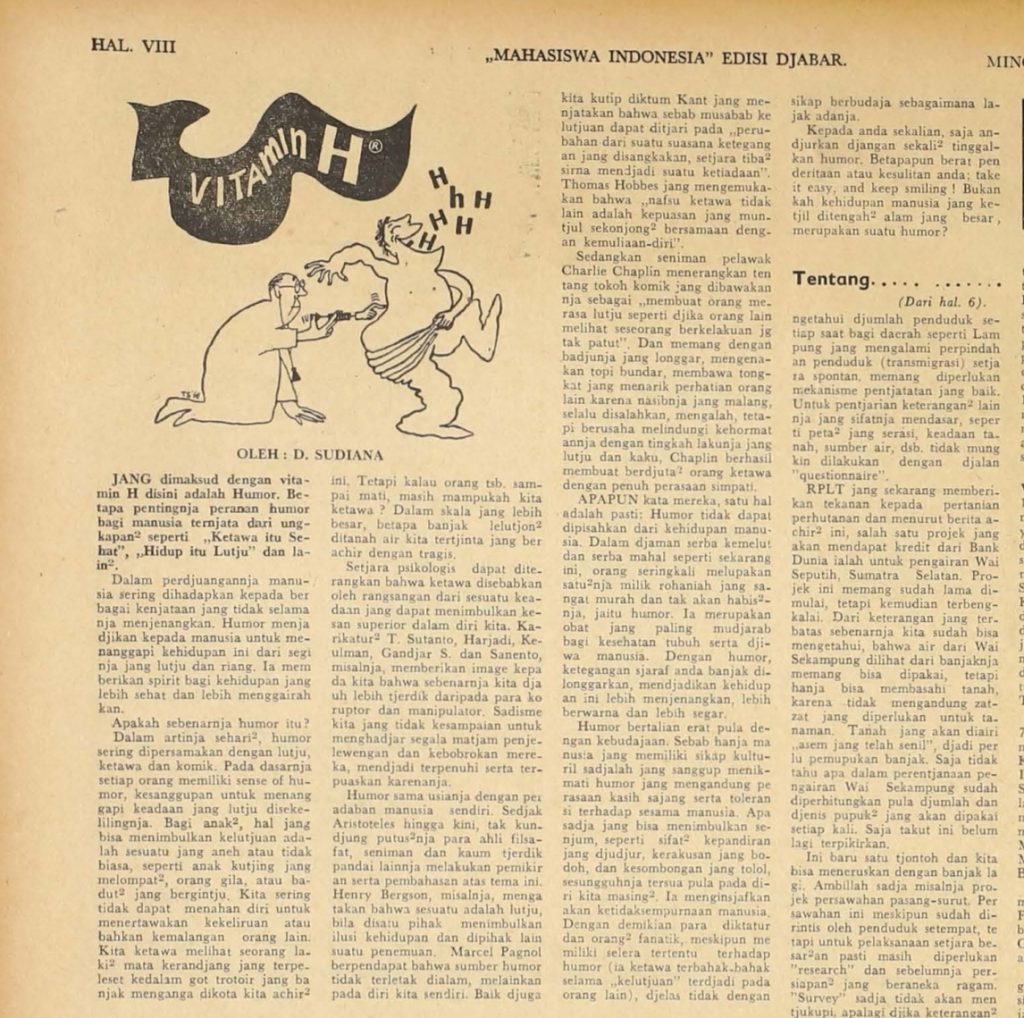 HAL. VIII
„MAHASISWA INDONESIA” EDISI DJABAR.
VITAMIN H®
H
h H
H
H
H
OLEH : D. SUDIANA
JANG dimaksud dengan vita-
min H disini adalah Humor. Be-
tapa pentingnja peranan humor
bagi manusia ternjata dari ung-
kapan² seperti „Ketawa itu Se-
hat”, „Hidup itu Lutju” dan la-
in².
Dalam perdjuangannja manu-
sia sering dihadapkan kepada ber
bagai kenjataan jang tidak selama
nja menjenangkan. Humor menja
djikan kepada manusia untuk me-
nanggapi kehidupan ini dari segi
nja jang lutju dan riang. Ia mem
berikan spirit bagi kehidupan jang
lebih sehat dan lebih menggairah
kan.
Apakah sebenarnja humor itu?
Dalam artinja sehari², humor
sering dipersamakan dengan lutju,
ketawa dan komik. Pada dasarnja
setiap orang memiliki sense of hu-
mor, kesanggupan untuk menang
gapi keadaan jang lutju diseke-
lilingnja. Bagi anak², hal jang
bisa menimbulkan kelutjuan ada-
lah sesuatu jang aneh atau tidak
biasa, seperti anak kutjing jang
melompat², orang gila, atau ba-
dut² jang bergintju. Kita sering
tidak dapat menahan diri untuk
menertawakan kekeliruan atau
bahkan kemalangan orang lain.
Kita ketawa melihat seorang la-
ki² mata kerandjang jang terpe-
leset kedalam got trotoir jang ba
njak menganga dikota kita achir²
ini. Tetapi kalau orang tsb. sam-
pai mati, masih mampukah kita
ketawa ? Dalam skala jang lebih
besar, betapa banjak lelutjon²
ditanah air kita tertjinta jang ber
achir dengan tragis.
Setjara psikologis dapat dite-
rangkan bahwa ketawa disebabkan
oleh rangsangan dari sesuatu kea-
daan jang dapat menimbulkan ke-
san superior dalam diri kita. Ka-
rikatur² T. Sutanto, Harjadi, Ke-
ulman, Gandjar S. dan Sanento,
misalnja, memberikan image kepa
da kita bahwa sebenarnja kita dja
uh lebih tjerdik daripada para ko
ruptor dan manipulator. Sadisme
kita jang tidak kesampaian untuk
menghadjar segala matjam penje-
lewengan dan kebobrokan mere-
ka, mendjadi terpenuhi serta ter-
puaskan karenanja.
Humor sama usianja dengan per
adaban manusia sendiri. Sedjak
Aristoteles hingga kini, tak kun-
djung putus²nja para ahli filsa-
fat, seniman dan kaum tjerdik
pandai lainnja melakukan pemikir
an serta pembahasan atas tema ini.
Henry Bergson, misalnja, menga
takan bahwa sesuatu adalah lutju,
bila disatu pihak menimbulkan
ilusi kehidupan dan dipihak lain
suatu penemuan. Marcel Pagnol
berpendapat bahwa sumber humor
tidak terletak dialam, melainkan
pada diri kita sendiri. Baik djuga
kita kutip diktum Kant jang me-
njatakan bahwa sebab musabab ke
lutjuan dapat ditjari pada „peru-
bahan dari suatu suasana ketegang
an jang disangkakan, setjara tiba²
sirna mendjadi suatu ketiadaan”.
Thomas Hobbes jang mengemuka-
kan bahwa „nafsu ketawa tidak
lain adalah kepuasan jang mun-
tjul sekonjong² bersamaan deng-
an kemuliaan-diri”.
Sedangkan seniman pelawak
Charlie Chaplin menerangkan ten
tang tokoh komik jang dibawakan
nja sebagai „membuat orang me-
rasa lutju seperti djika orang lain
melihat seseorang berkelakuan jg
tak patut”. Dan memang dengan
badjunja jang longgar, mengena-
kan topi bundar, membawa tong-
kat jang menarik perhatian orang
lain karena nasibnja jang malang,
selalu disalahkan, mengalah, teta-
pi berusaha melindungi kehormat
annja dengan tingkah lakunja jang
lutju dan kaku, Chaplin berhasil
membuat berdjuta² orang ketawa
dengan penuh perasaan simpati.
APAPUN kata mereka, satu hal
adalah pasti: Humor tidak dapat
dipisahkan dari kehidupan manu-
sia. Dalam djaman serba kemelut
dan serba mahal seperti sekarang
ini, orang seringkali melupakan
satu²nja milik rohaniah jang sa-
ngat murah dan tak akan habis²-
nja, jaitu humor. Ia merupakan
obat jang paling mudjarab
bagi kesehatan tubuh serta dji-
wa manusia. Dengan humor,
ketegangan sjaraf anda banjak di-
longgarkan, mendjadikan kehidup
an ini lebih menjenangkan, lebih
berwarna dan lebih segar.
Humor bertalian erat pula de-
ngan kebudajaan. Sebab hanja ma
nusia jang memiliki sikap kultu-
ril sadjalah jang sanggup menik-
mati humor jang mengandung pe
rasaan kasih sajang serta toleran
si terhadap sesama manusia. Apa
sadja jang bisa menimbulkan se-
njum, seperti sifat² kepandiran
jang djudjur, kerakusan jang bo-
doh, dan kesombongan jang tolol,
sesungguhnja tersua pula pada di-
ri kita masing². Ia menginsjafkan
akan ketidaksempurnaan manusia.
Dengan demikian para diktatur
dan orang² fanatik, meskipun me
miliki selera tertentu terhadap
humor (ia ketawa terbahak-bahak
selama „kelutjuan” terdjadi pada
orang lain), djelas tidak dengan
sikap berbudaja sebagaimana la-
jak adanja.
Kepada anda sekalian, saja an-
djurkan djangan sekali² tinggal-
kan humor. Betapapun berat pen
deritaan atau kesulitan anda; take
it easy, and keep smiling ! Bukan
kah kehidupan manusia jang ke-
tjil ditengah² alam jang besar,
merupakan suatu humor?
Tentang..... .......
(Dari hal. 6).
ngetahui djumlah penduduk se-
tiap saat bagi daerah seperti Lam
pung jang mengalami perpindah
an penduduk (transmigrasi) setja
ra spontan, memang diperlukan
mekanisme pentjatatan jang baik.
Untuk pentjarian keterangan² lain
nja jang sifatnja mendasar, seper
ti peta² jang serasi, keadaan ta-
nah, sumber air, dsb. tidak mung
kin dilakukan dengan djalan
"questionnaire".
RPLT jang sekarang memberi-
kan tekanan kepada pertanian
perhutanan dan menurut berita a-
chir² ini, salah satu projek jang
akan mendapat kredit dari Bank
Dunia ialah untuk pengairan Wai
Seputih, Sumatra Selatan. Pro-
jek ini memang sudah lama di-
mulai, tetapi kemudian terbeng-
kalai. Dari keterangan jang ter-
batas sebenarnja kita sudah bisa
mengetahui, bahwa air dari Wai
Sekampung dilihat dari banjaknja
memang bisa dipakai, tetapi
hanja bisa membasahi tanah,
karena tidak mengandung zat-
zat jang diperlukan untuk ta-
naman. Tanah jang akan diairi
„asem jang telah senil”, djadi per
lu pemupukan banjak. Saja tidak
tahu apa dalam perentjanaan pe-
ngairan Wai Sekampung sudah
diperhitungkan pula djumlah dan
djenis pupuk² jang akan dipakai
setiap kali. Saja takut ini belum
lagi terpikirkan.
Ini baru satu tjontoh dan kita
bisa meneruskan dengan banjak la
gi. Ambillah sadja misalnja pro-
jek persawahan pasang-surut. Per
sawahan ini meskipun sudah di-
rintis oleh penduduk setempat, te
tapi untuk pelaksanaan setjara be-
sar²an pasti masih diperlukan
"research" dan sebelumnja per-
siapan² jang beraneka ragam.
"Survey" sadja tidak akan men
tjukupi, apalagi djika keterangan²